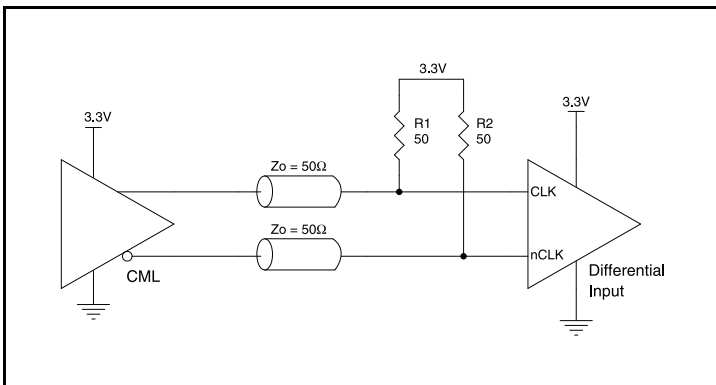 3.3V
3.3V
3.3V
R1
50
R2
50
Zo = 50Ω
CLK
Zo = 50Ω
nCLK
CML
Differential
Input